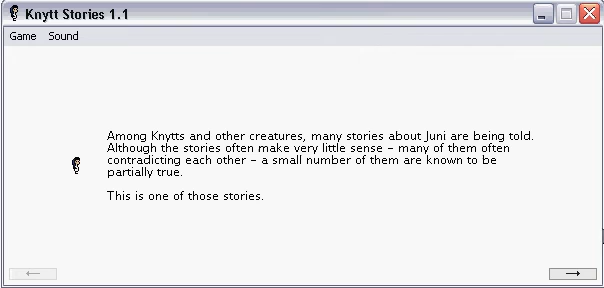 Knytt Stories 1.1
Game Sound
Among Knytts and other creatures, many stories about Juni are being told.
Although the stories often make very little sense - many of them often
contradicting each other - a small number of them are known to be
partially true.
This is one of those stories.